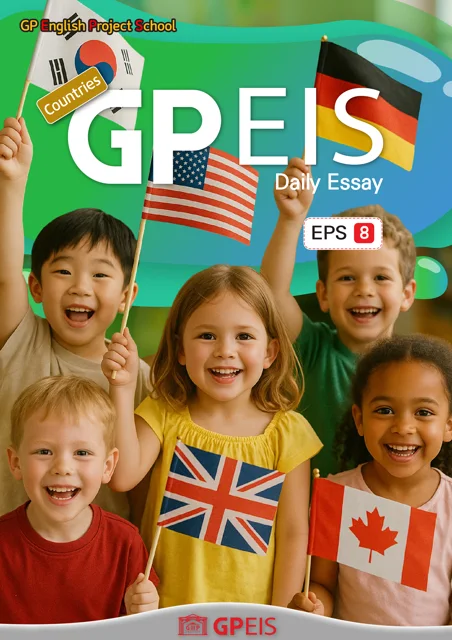 GP English Project School
Countries
GPEIS
Daily Essay
EPS 8
GPEIS